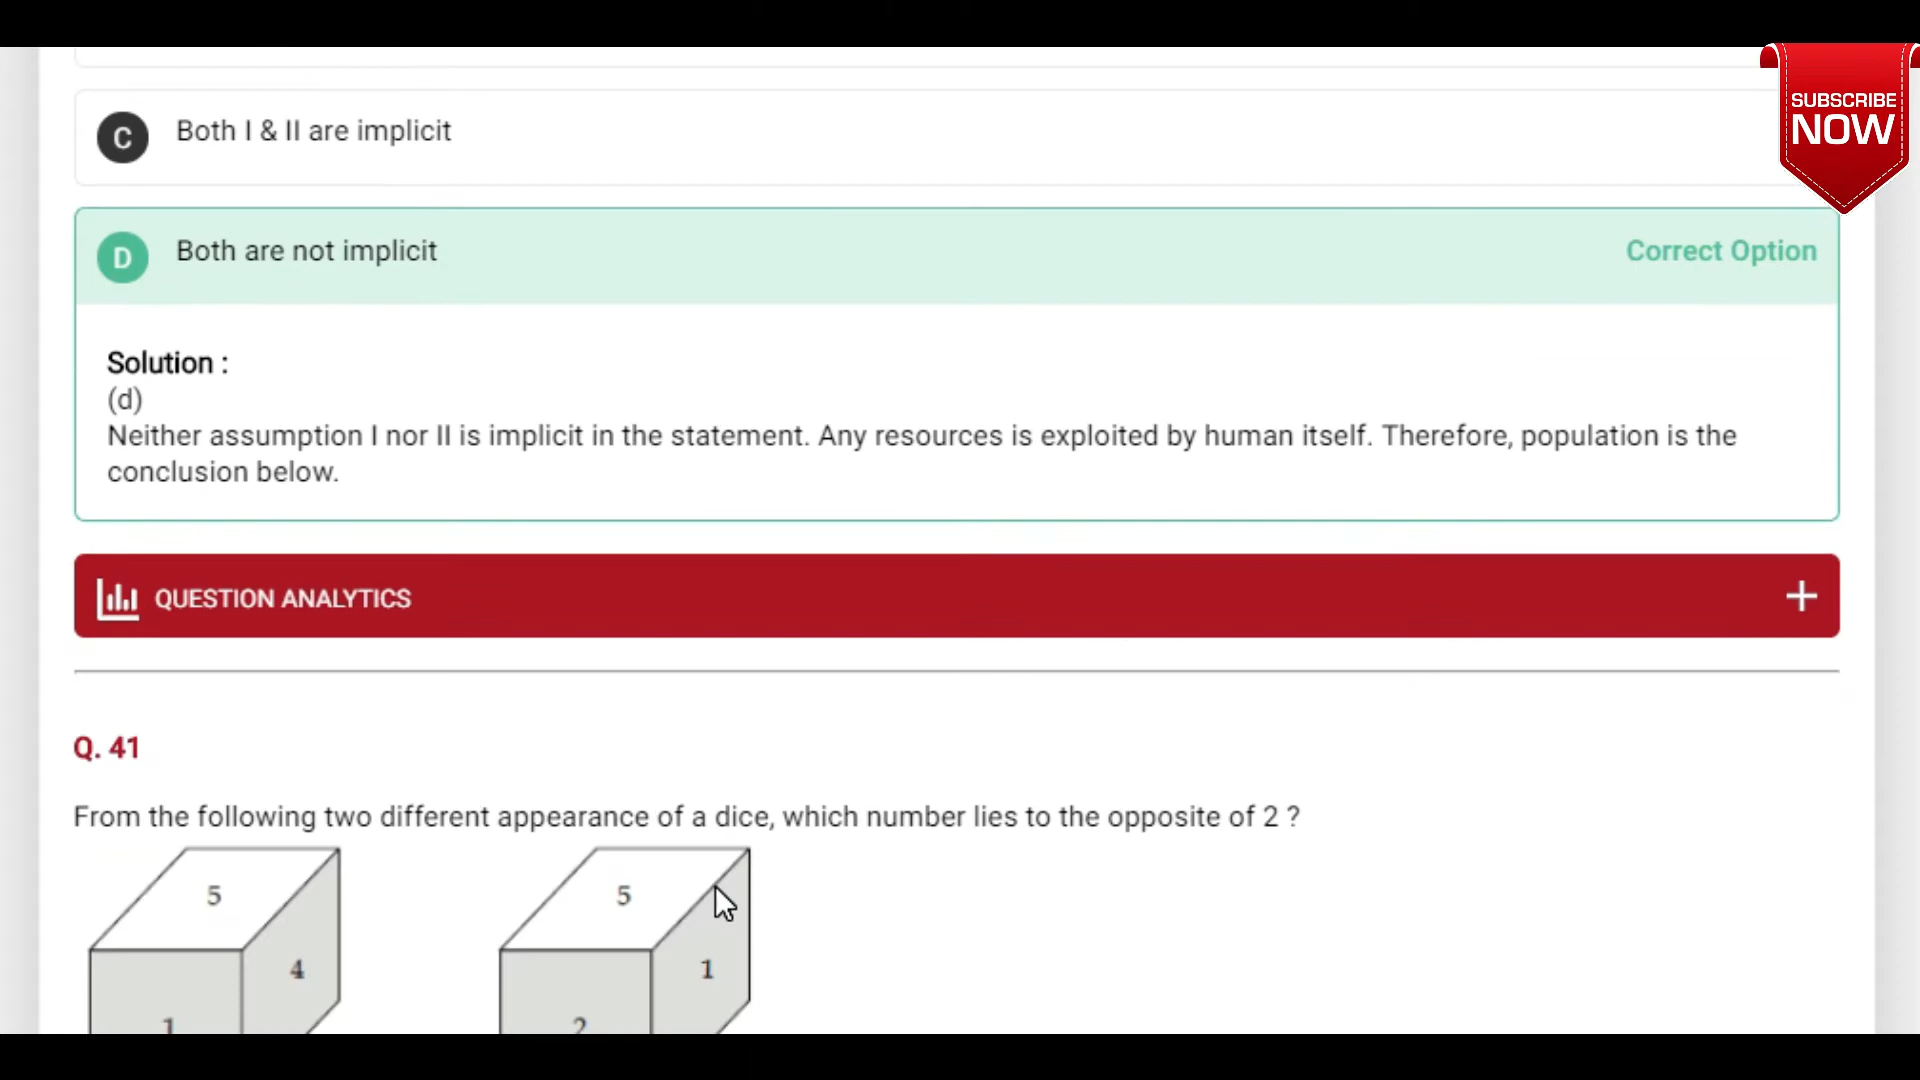 SUBSCRIBE
NOW
C Both I & II are implicit
D Both are not implicit Correct Option
Solution :
(d)
Neither assumption I nor II is implicit in the statement. Any resources is exploited by human itself. Therefore, population is the
conclusion below.
QUESTION ANALYTICS +
Q. 41
From the following two different appearance of a dice, which number lies to the opposite of 2 ?
5 5
4 1
1 2